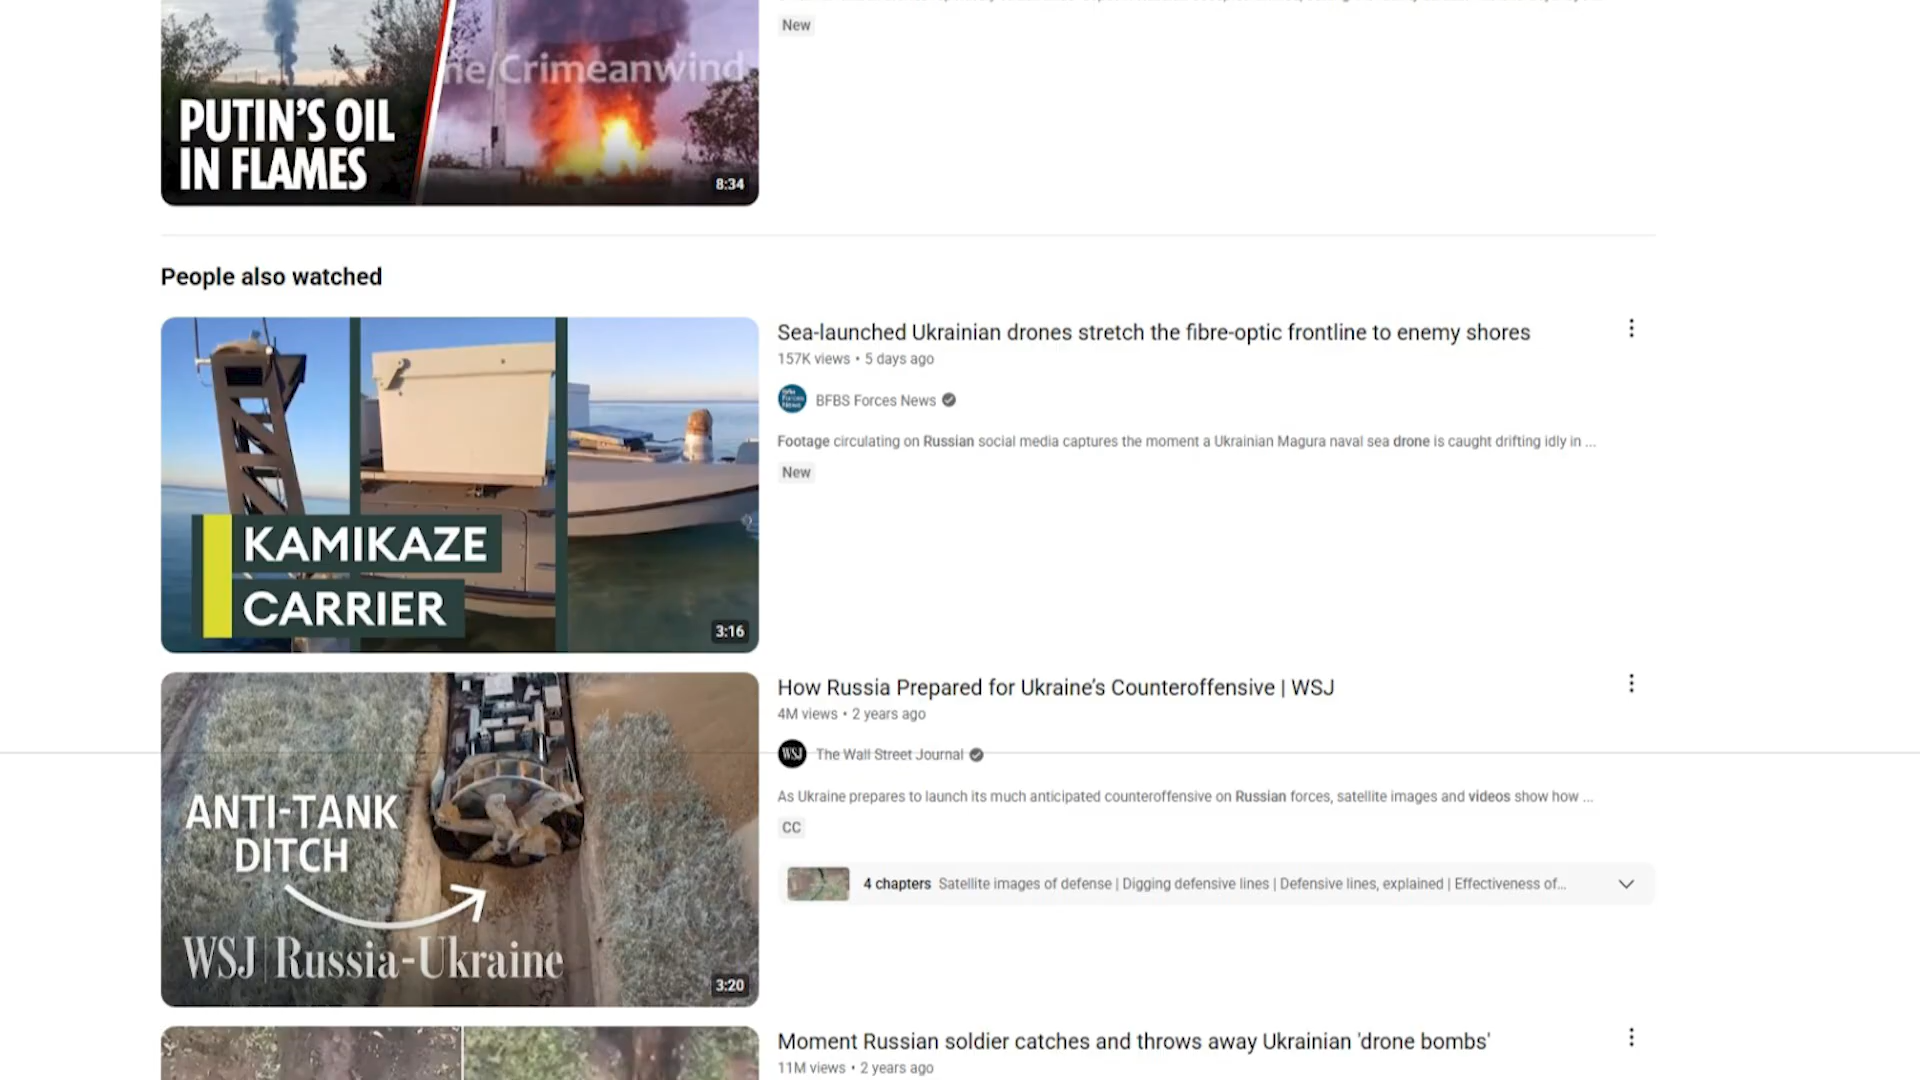 New
ne/Crimeanwind
PUTIN'S OIL
IN FLAMES
8:34
People also watched
Sea-launched Ukrainian drones stretch the fibre-optic frontline to enemy shores
157K views • 5 days ago
BFBS Forces News
Footage circulating on Russian social media captures the moment a Ukrainian Magura naval sea drone is caught drifting idly in ...
New
KAMIKAZE
CARRIER
3:16
How Russia Prepared for Ukraine's Counteroffensive | WSJ
4M views • 2 years ago
WSJ The Wall Street Journal
As Ukraine prepares to launch its much anticipated counteroffensive on Russian forces, satellite images and videos show how ...
CC
4 chapters Satellite images of defense | Digging defensive lines | Defensive lines, explained | Effectiveness of...
ANTI-TANK
DITCH
WSJ | Russia-Ukraine
3:20
Moment Russian soldier catches and throws away Ukrainian 'drone bombs'
11M views • 2 years ago